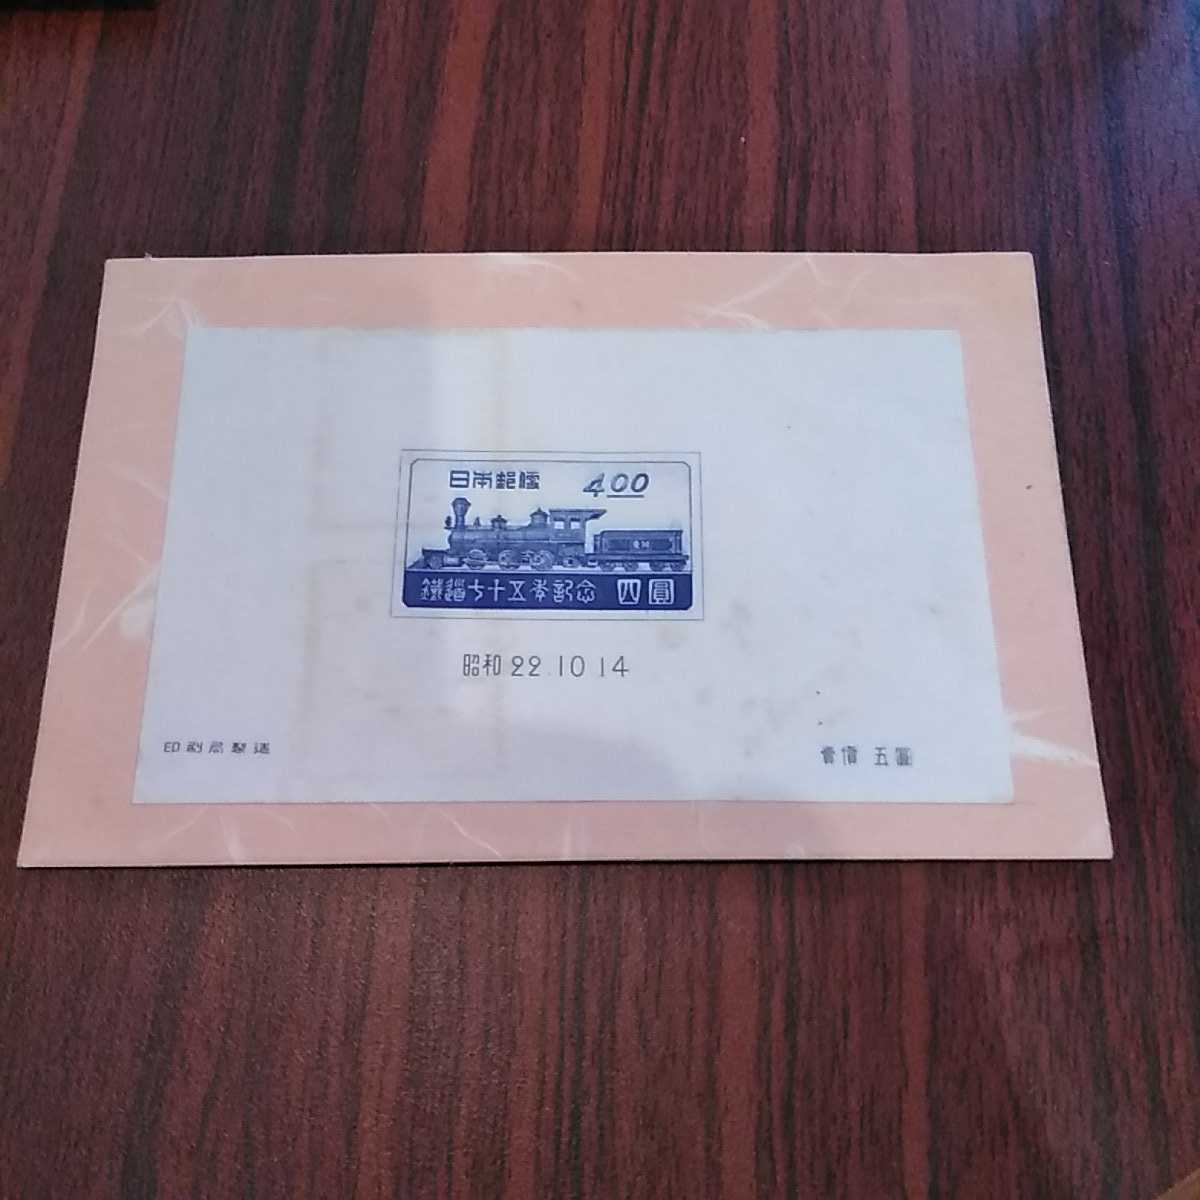 日本郵便 4.00
鐵道七十五年記念 四圓
昭和22.10.14
印刷局製造
賣價 五圓